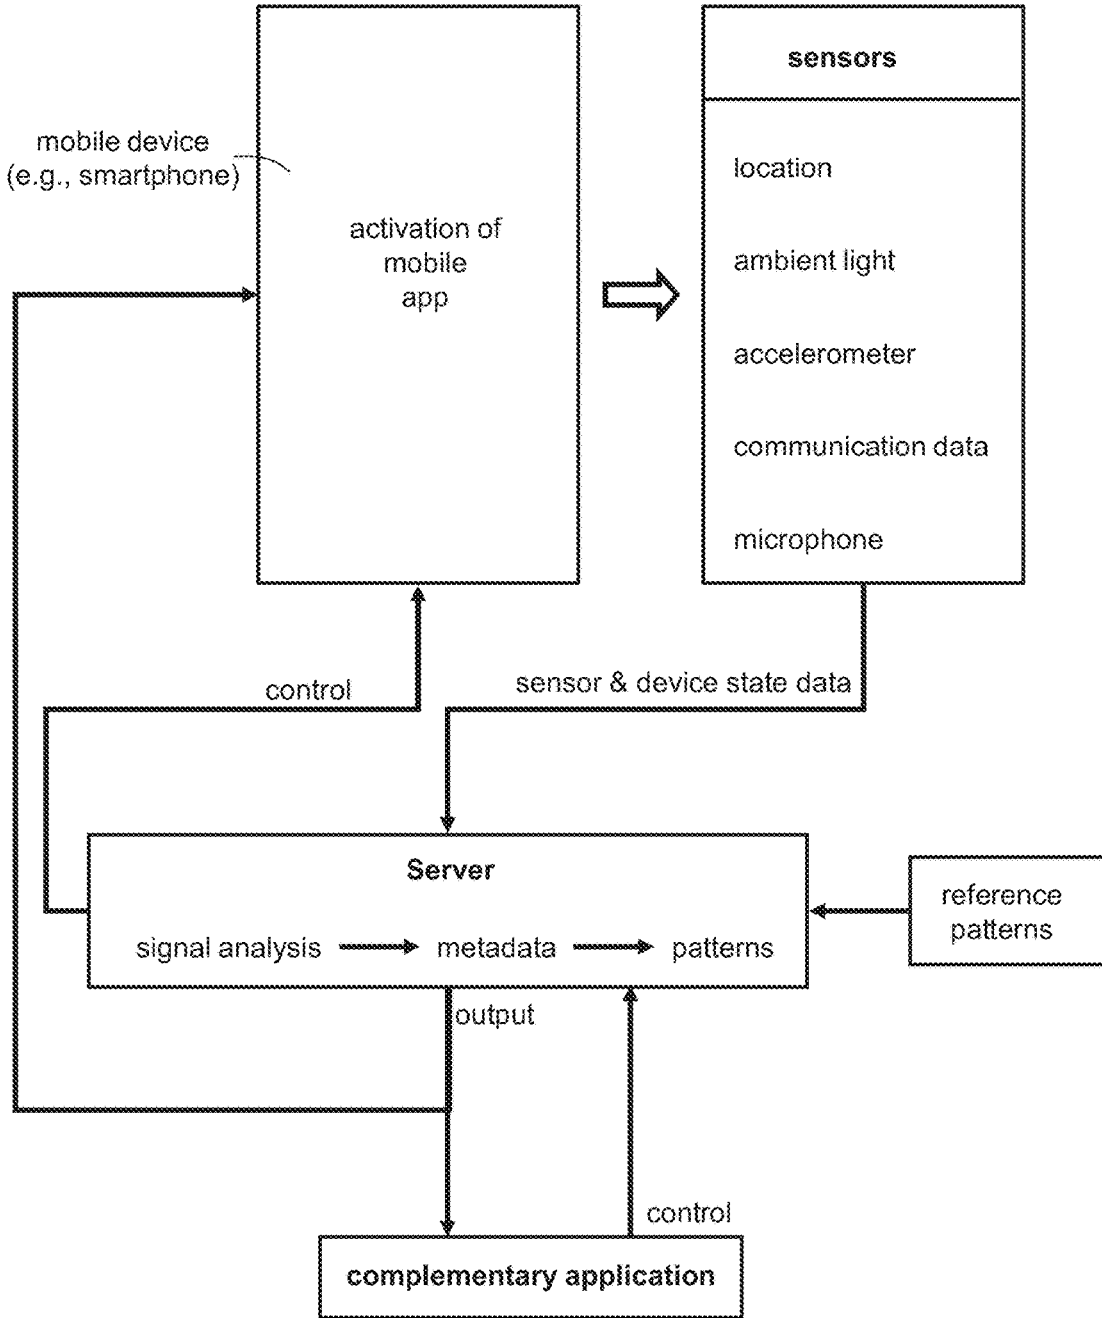 sensors
mobile device
(e.g., smartphone)
activation of
mobile
app
location
ambient light
accelerometer
communication data
microphone
control
sensor & device state data
Server
signal analysis
metadata
patterns
reference
patterns
output
control
complementary application